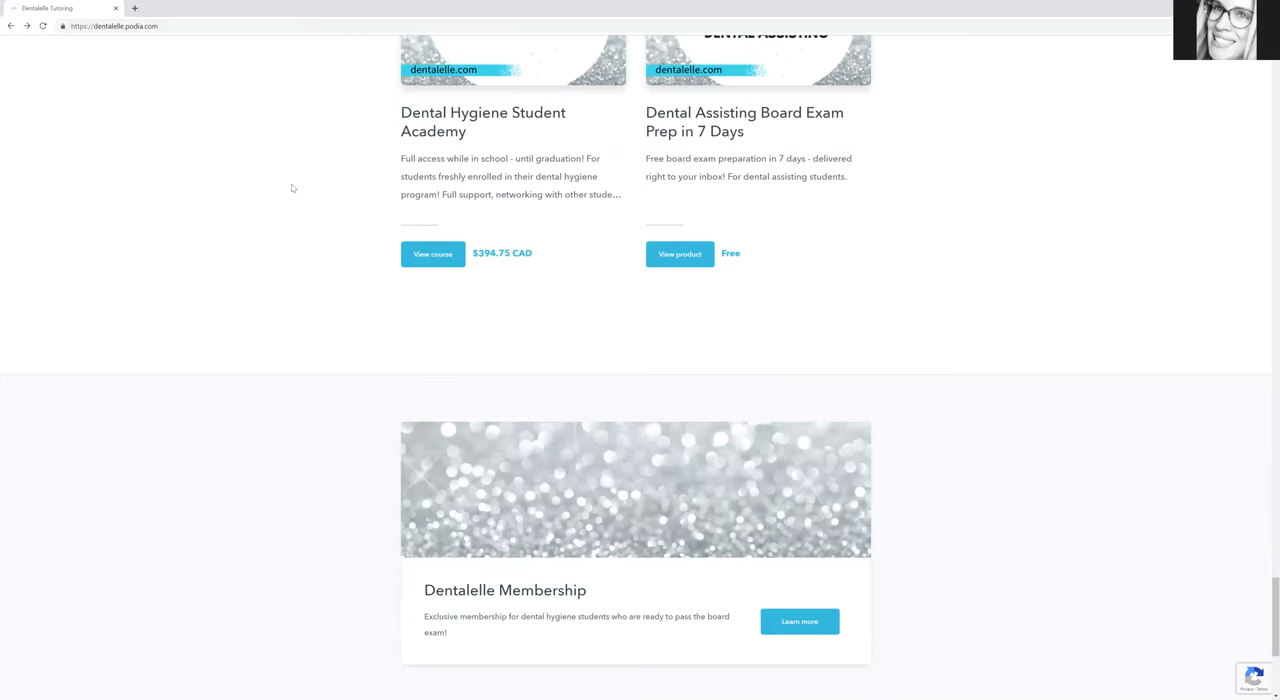 Dentalelle Tutoring
https://dentalelle.podia.com
DENTAL ASSISTING
dentalelle.com
dentalelle.com
Dental Hygiene Student
Academy
Full access while in school - until graduation! For
students freshly enrolled in their dental hygiene
program! Full support, networking with other stude...
View course
$394.75 CAD
Dental Assisting Board Exam
Prep in 7 Days
Free board exam preparation in 7 days - delivered
right to your inbox! For dental assisting students.
View product
Free
Dentalelle Membership
Exclusive membership for dental hygiene students who are ready to pass the board
exam!
Learn more
Privacy - Terms